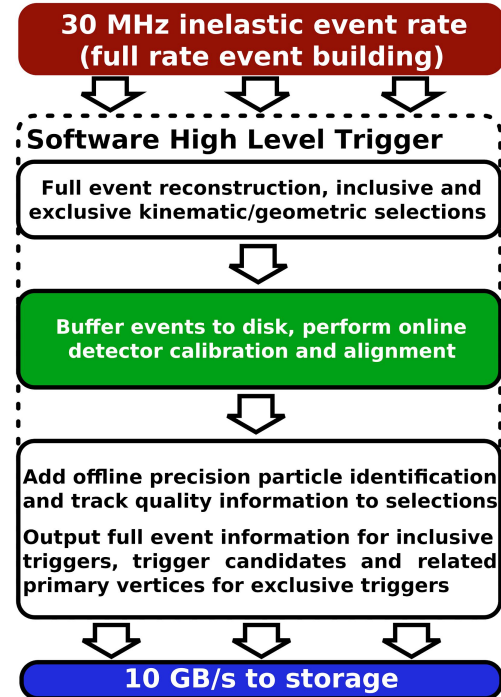 30 MHz inelastic event rate
(full rate event building)
Software High Level Trigger
Full event reconstruction, inclusive and
exclusive kinematic/geometric selections
Buffer events to disk, perform online
detector calibration and alignment
Add offline precision particle identification
and track quality information to selections
Output full event information for inclusive
triggers, trigger candidates and related
primary vertices for exclusive triggers
10 GB/s to storage